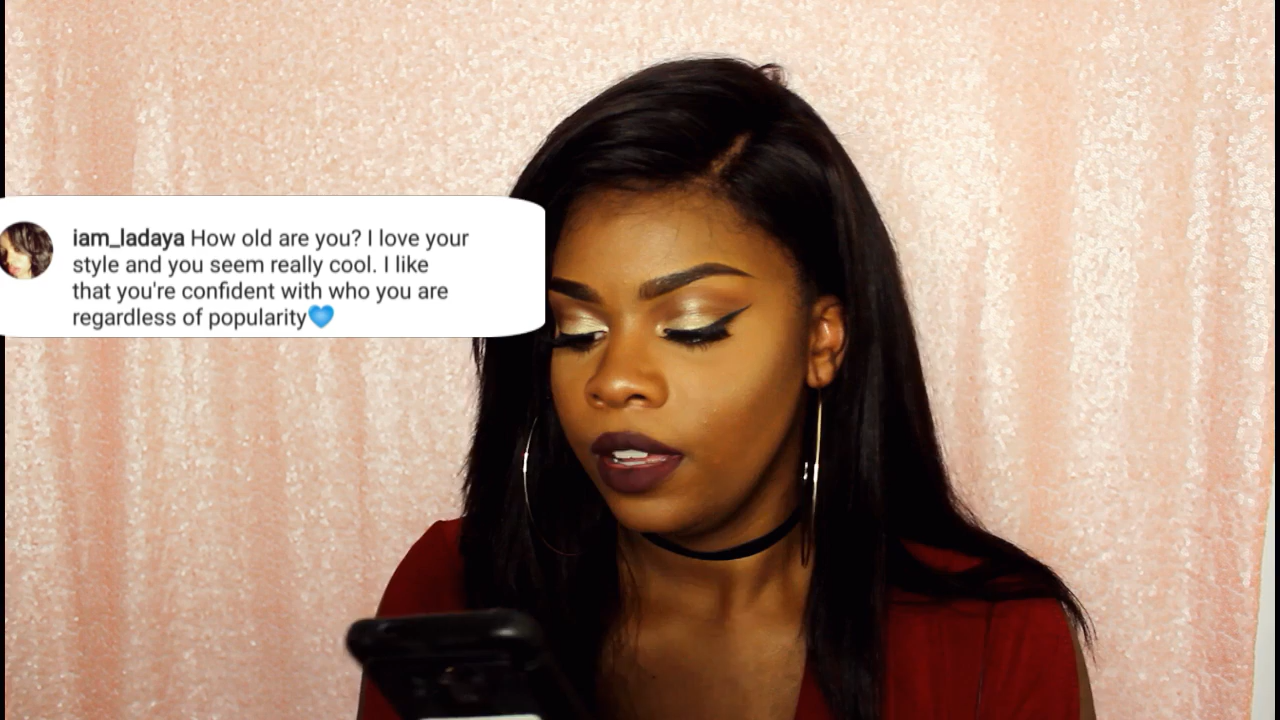 iam_ladaya How old are you? I love your
style and you seem really cool. I like
that you're confident with who you are
regardless of popularity💙